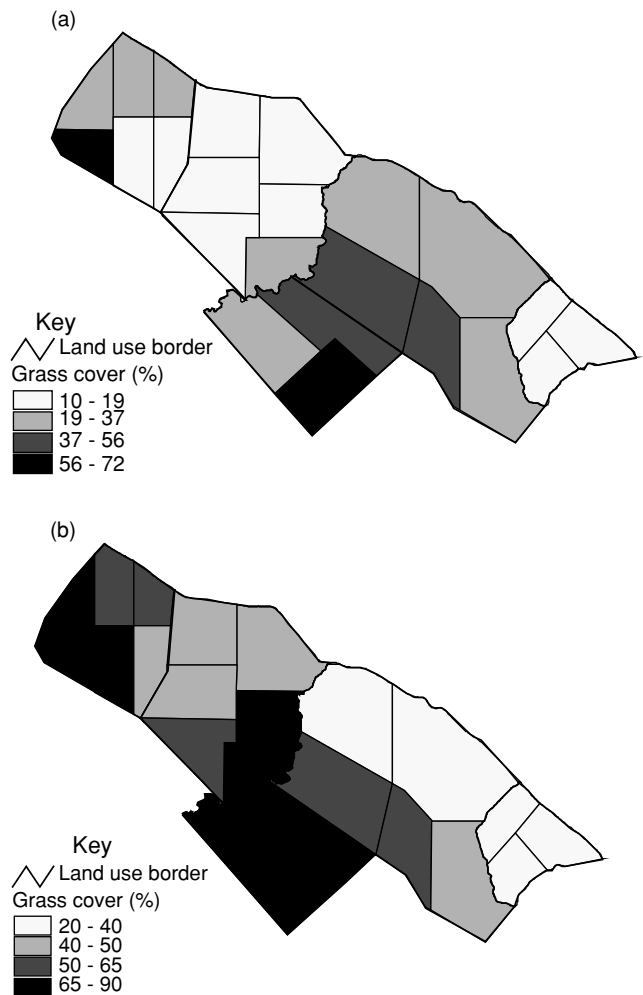 (a)
Key
Land use border
Grass cover (%)
10 - 19
19 - 37
37 - 56
56 - 72
(b)
Key
Land use border
Grass cover (%)
20 - 40
40 - 50
50 - 65
65 - 90